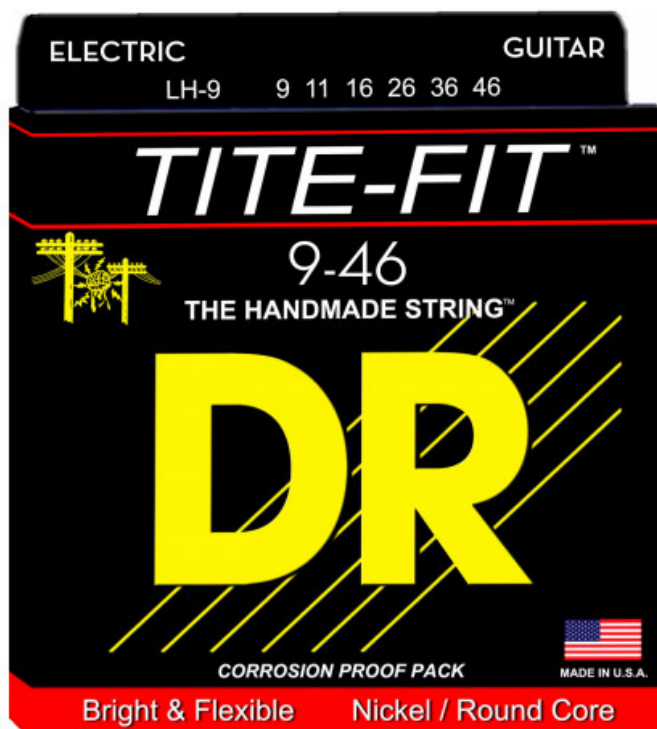 ELECTRIC GUITAR
LH-9 9 11 16 26 36 46
TITE-FIT™
9-46
THE HANDMADE STRING™
DR
CORROSION PROOF PACK
MADE IN U.S.A.
Bright & Flexible Nickel / Round Core